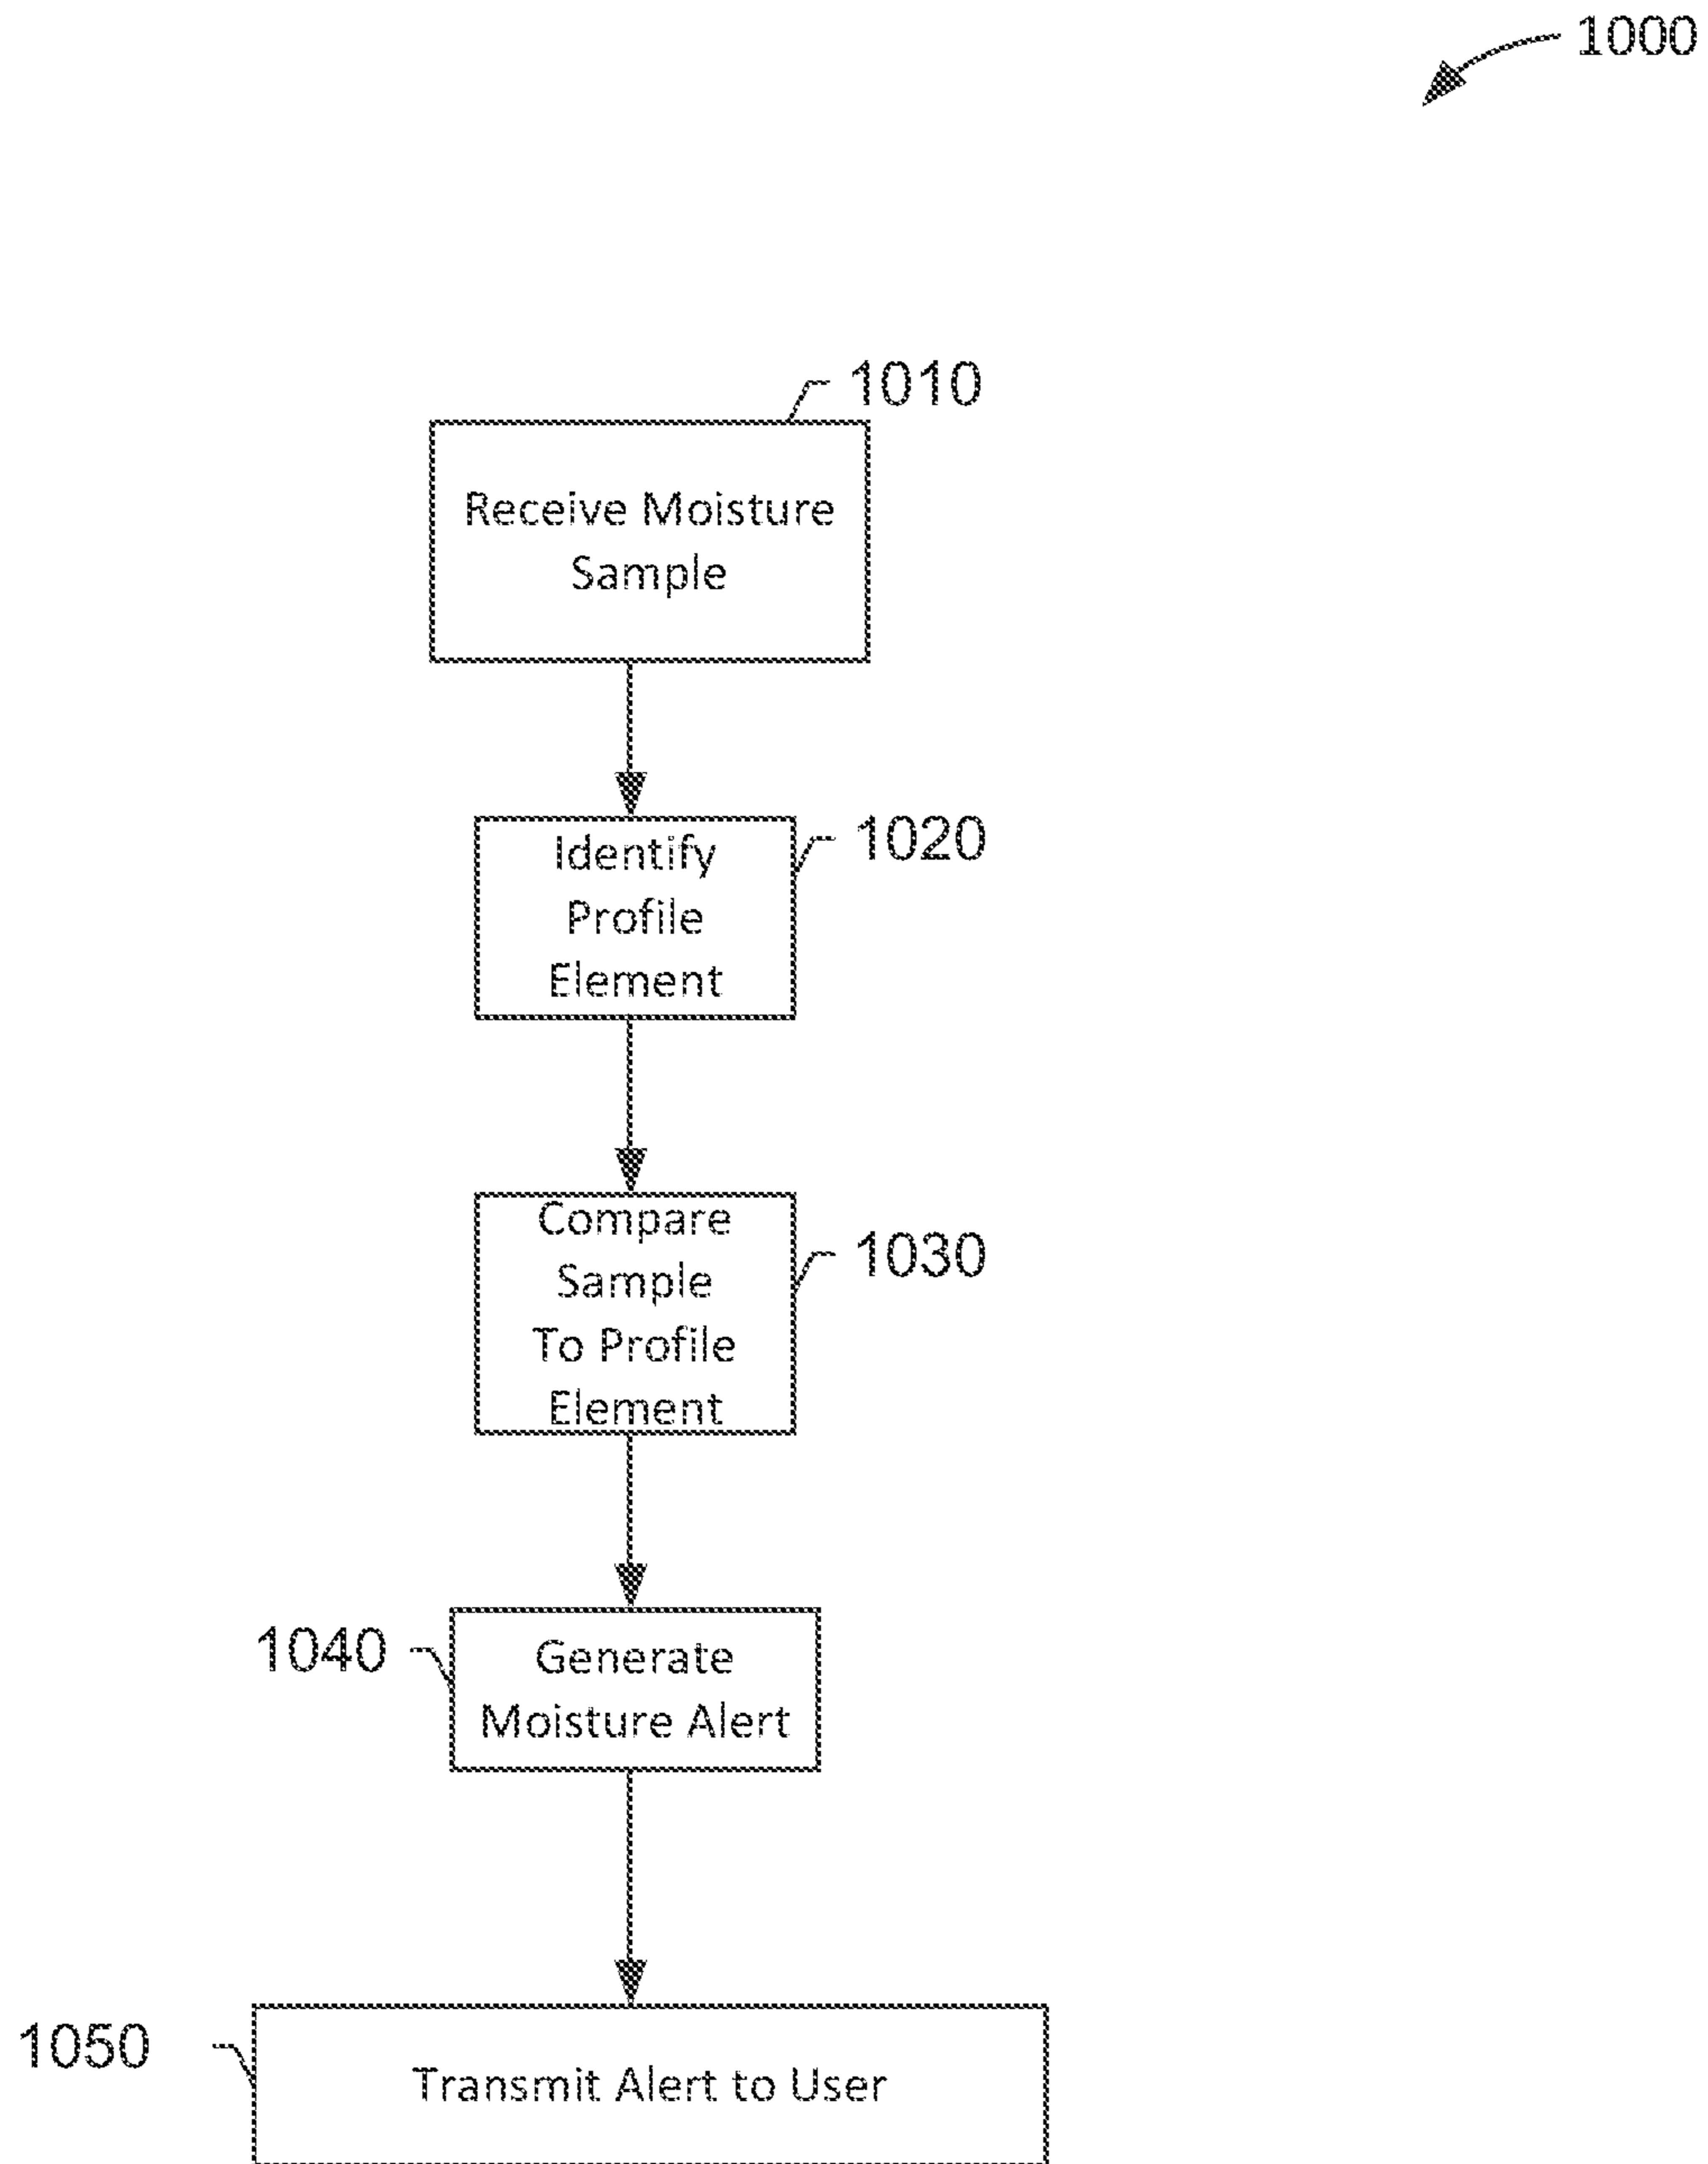 1000
1010
Receive Moisture
Sample
1020
Identify
Profile
Element
Compare
Sample
To Profile
Element
1030
1040
Generate
Moisture Alert
1050
Transmit Alert to User